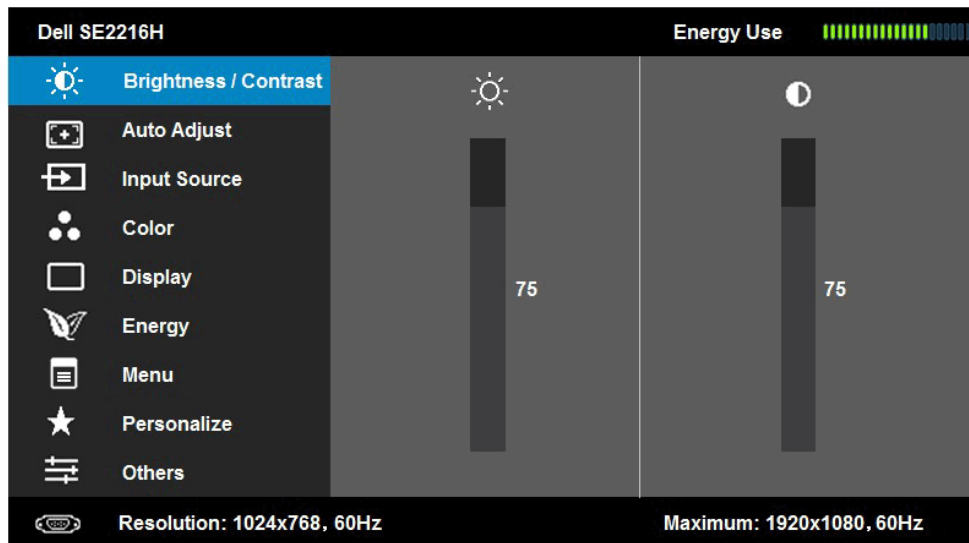 Dell SE2216H
Energy Use
Brightness / Contrast
Auto Adjust
Input Source
Color
Display
Energy
Menu
Personalize
Others
75
75
Resolution: 1024x768, 60Hz
Maximum: 1920x1080, 60Hz